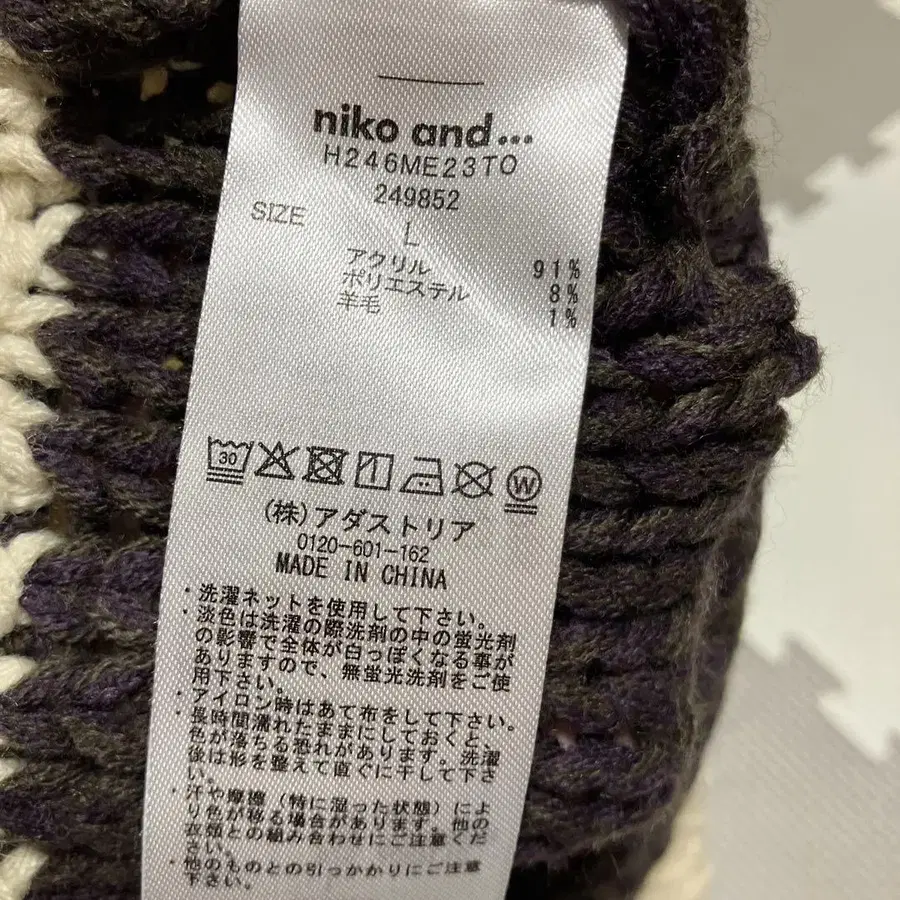 niko and...
H246ME23TO
249852
SIZE L
アクリル 91%
ポリエステル 8%
羊毛 1%
30 W
(株)アダストリア
0120-601-162
MADE IN CHINA
・洗濯ネットを使用して下さい。
・淡色は洗濯の際洗剤の中の蛍光剤
の影響で全体が白っぽくなる事が
ありますので、無蛍光洗剤をご使
用下さい。
・アイロン時はあて布をして下さい。
・長時間濡れたままにしておくと、
色が落ちる恐れがあります。洗濯
後は形を整えて直ぐに干して下さ
い。
・汗や摩擦(特に湿った状態)によ
り色が移る場合があります。他の
衣類との組み合わせにご注意くだ
さい。
・他のものとの引っかかりにご注意
下さい。